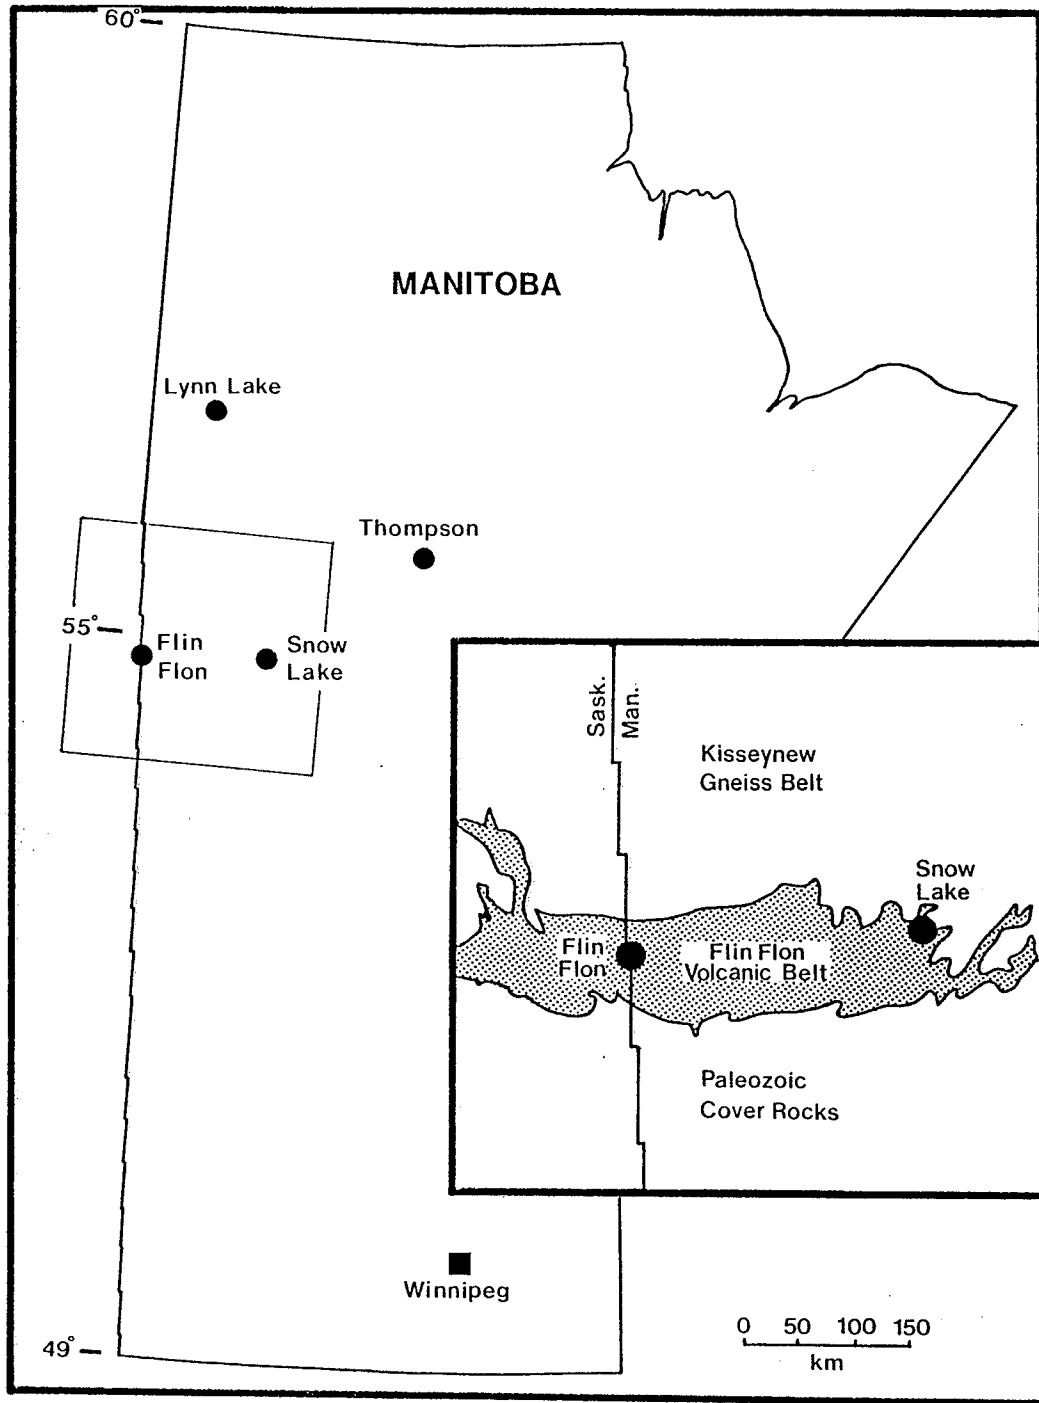 60°
MANITOBA
Lynn Lake
Thompson
55°
Flin
Flon
Snow
Lake
Sask.
Man.
Kisseynew
Gneiss Belt
Snow
Lake
Flin
Flon
Flin Flon
Volcanic Belt
Paleozoic
Cover Rocks
Winnipeg
49°
0 50 100 150
km